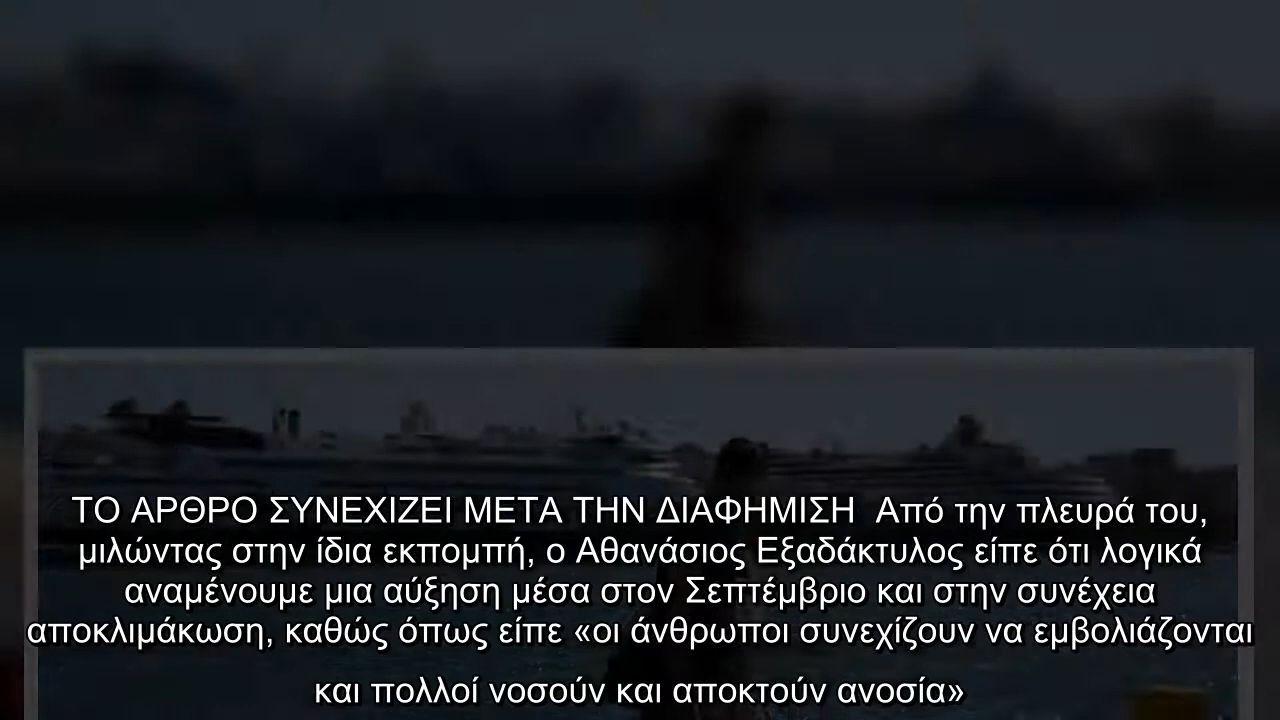 ΤΟ ΑΡΘΡΟ ΣΥΝΕΧΙΖΕΙ ΜΕΤΑ ΤΗΝ ΔΙΑΦΗΜΙΣΗ  Από την πλευρά του,
μιλώντας στην ίδια εκπομπή, ο Αθανάσιος Εξαδάκτυλος είπε ότι λογικά
αναμένουμε μια αύξηση μέσα στον Σεπτέμβριο και στην συνέχεια
αποκλιμάκωση, καθώς όπως είπε «οι άνθρωποι συνεχίζουν να εμβολιάζονται
και πολλοί νοσούν και αποκτούν ανοσία»